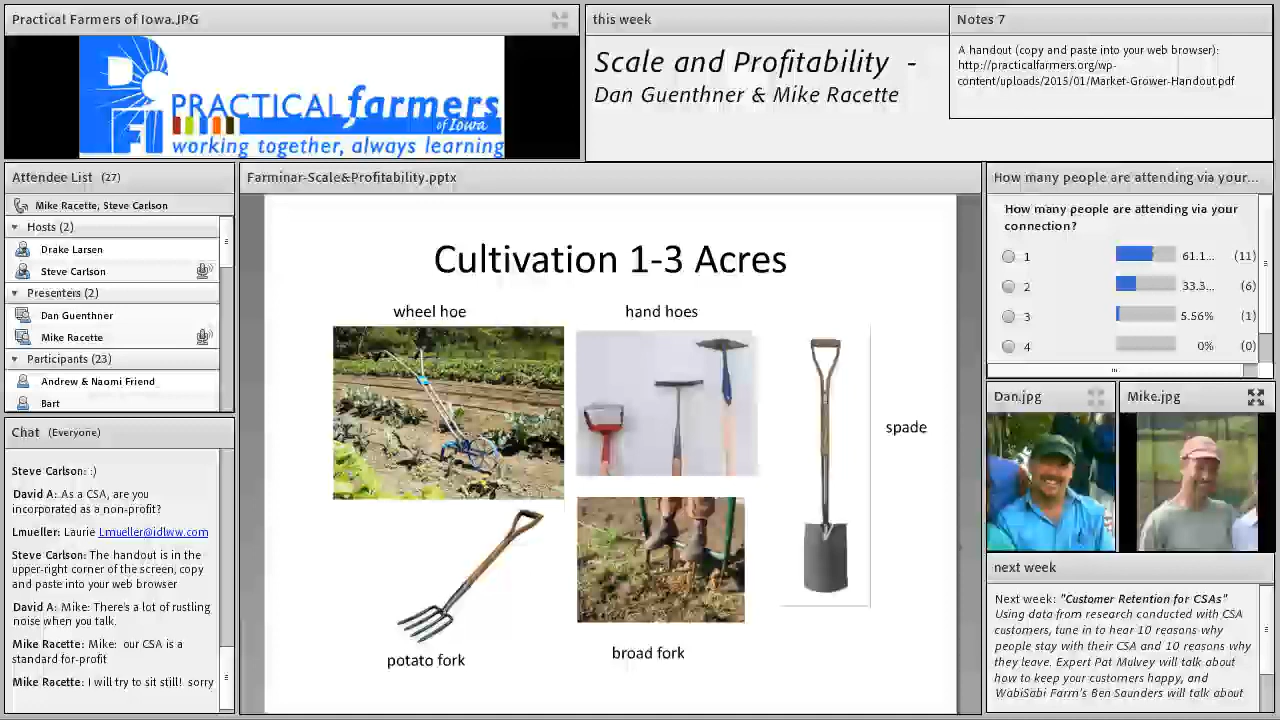 Practical Farmers of Iowa.JPG
PRACTICAL farmers
of Iowa
PFI
working together, always learning
this week
Scale and Profitability -
Dan Guenthner & Mike Racette
Notes 7
A handout (copy and paste into your web browser):
http://practicalfarmers.org/wp-
content/uploads/2015/01/Market-Grower-Handout.pdf
Attendee List (27)
Mike Racette, Steve Carlson
Hosts (2)
Drake Larsen
Steve Carlson
Presenters (2)
Dan Guenthner
Mike Racette
Participants (23)
Andrew & Naomi Friend
Bart
Chat (Everyone)
Steve Carlson: :)
David A: As a CSA, are you
incorporated as a non-profit?
Lmueller: Laurie Lmueller@idlww.com
Steve Carlson: The handout is in the
upper-right corner of the screen, copy
and paste into your web browser
David A: Mike: There's a lot of rustling
noise when you talk.
Mike Racette: Mike: our CSA is a
standard for-profit
Mike Racette: I will try to sit still! sorry
Farminar-Scale&Profitability.pptx
Cultivation 1-3 Acres
wheel hoe
hand hoes
spade
potato fork
broad fork
How many people are attending via your...
How many people are attending via your
connection?
1 61.1... (11)
2 33.3... (6)
3 5.56% (1)
4 0% (0)
Dan.jpg
Mike.jpg
next week
Next week: "Customer Retention for CSAs"
Using data from research conducted with CSA
customers, tune in to hear 10 reasons why
people stay with their CSA and 10 reasons why
they leave. Expert Pat Mulvey will talk about
how to keep your customers happy, and
WabiSabi Farm's Ben Saunders will talk about